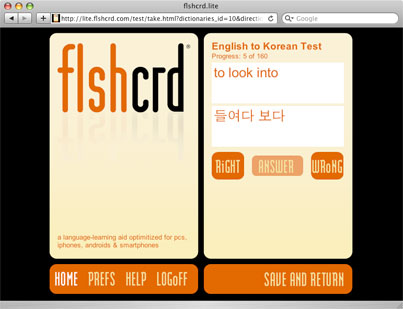 flshcrd.lite
http://lite.flshcrd.com/test/take.html?dictionaries_id=10&directi
Google
flshcrd®
a language-learning aid optimitized for pcs,
iphones, androids & smartphones
HOME PREFS HELP LOGoFF
English to Korean Test
Progress: 5 of 160
to look into
들여다 보다
RiGHT ANSWER WRoNG
SAVE AND RETURN